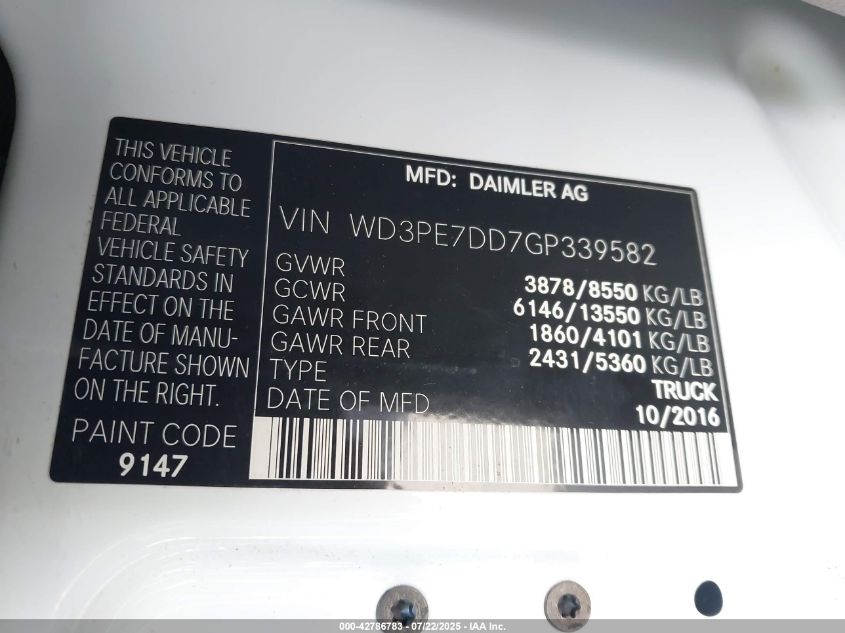 THIS VEHICLE
CONFORMS TO
ALL APPLICABLE
FEDERAL
VEHICLE SAFETY
STANDARDS IN
EFFECT ON THE
DATE OF MANU-
FACTURE SHOWN
ON THE RIGHT.
PAINT CODE
9147
MFD: DAIMLER AG
VIN WD3PE7DD7GP339582
GVWR 3878/8550 KG/LB
GCWR 6146/13550 KG/LB
GAWR FRONT 1860/4101 KG/LB
GAWR REAR 2431/5360 KG/LB
TYPE TRUCK
DATE OF MFD 10/2016
000-42786783 - 07/22/2025 - IAA Inc.